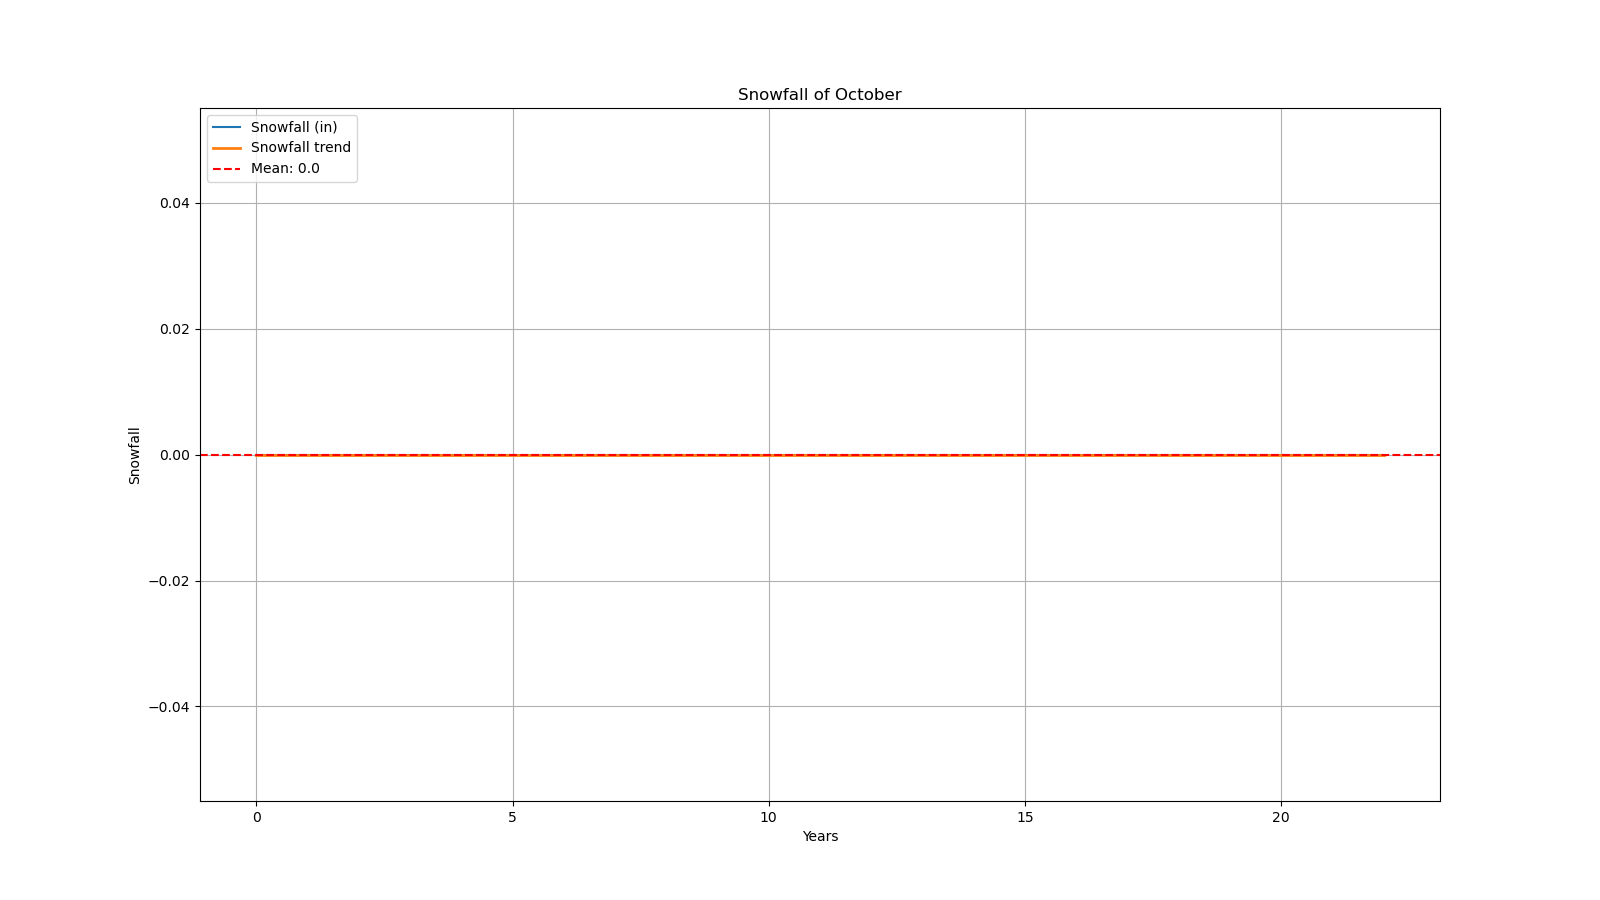 Snowfall of October
Snowfall (in)
Snowfall trend
Mean: 0.0
0.04
0.02
0.00
−0.02
−0.04
Snowfall
0 5 10 15 20
Years